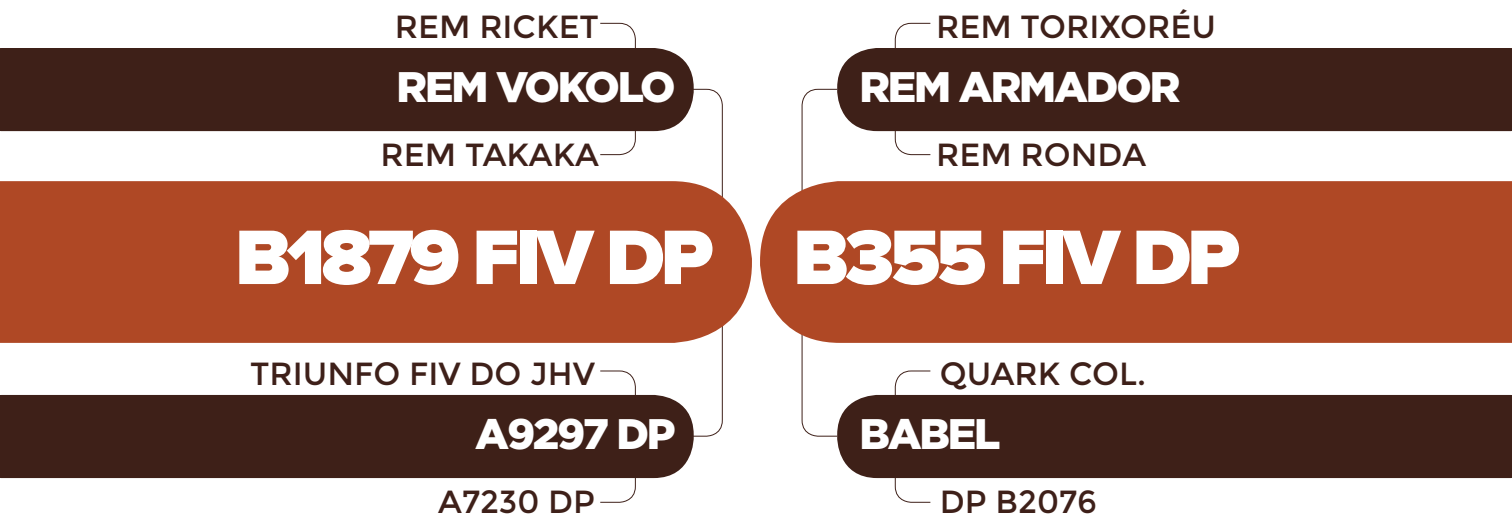 REM RICKET
REM VOKOLO
REM TAKAKA
B1879 FIV DP
TRIUNFO FIV DO JHV
A9297 DP
A7230 DP
REM TORIXORÉU
REM ARMADOR
REM RONDA
B355 FIV DP
QUARK COL.
BABEL
DP B2076